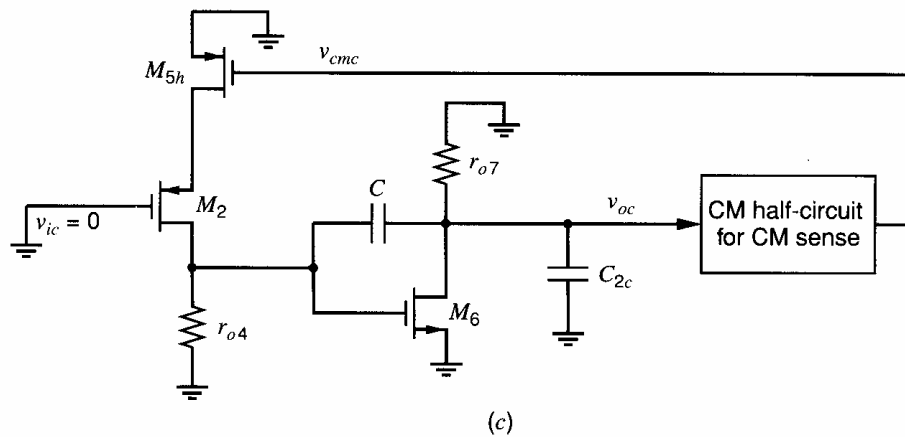 M5h
vcmc
ro7
C
voc
CM half-circuit
for CM sense
vic = 0
M2
C2c
M6
ro4
(c)